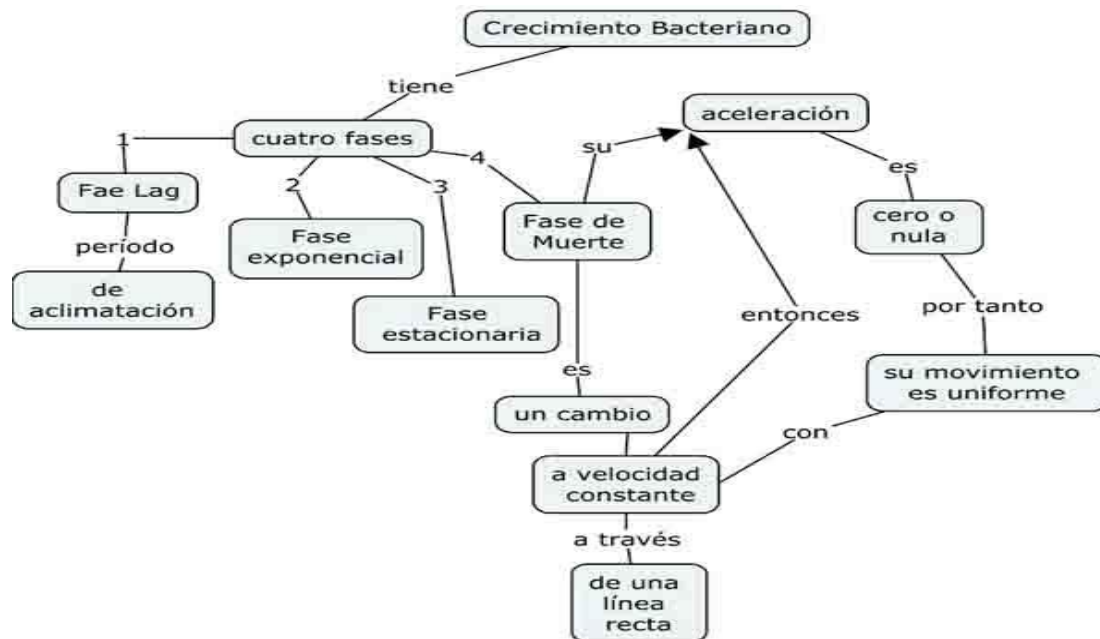 Crecimiento Bacteriano
tiene
cuatro fases
aceleración
1
su
4
es
2
3
Fae Lag
Fase de
Muerte
cero o
nula
período
Fase
exponencial
de
aclimatación
Fase
estacionaria
entonces
por tanto
es
su movimiento
es uniforme
un cambio
con
a velocidad
constante
a través
de una
línea
recta